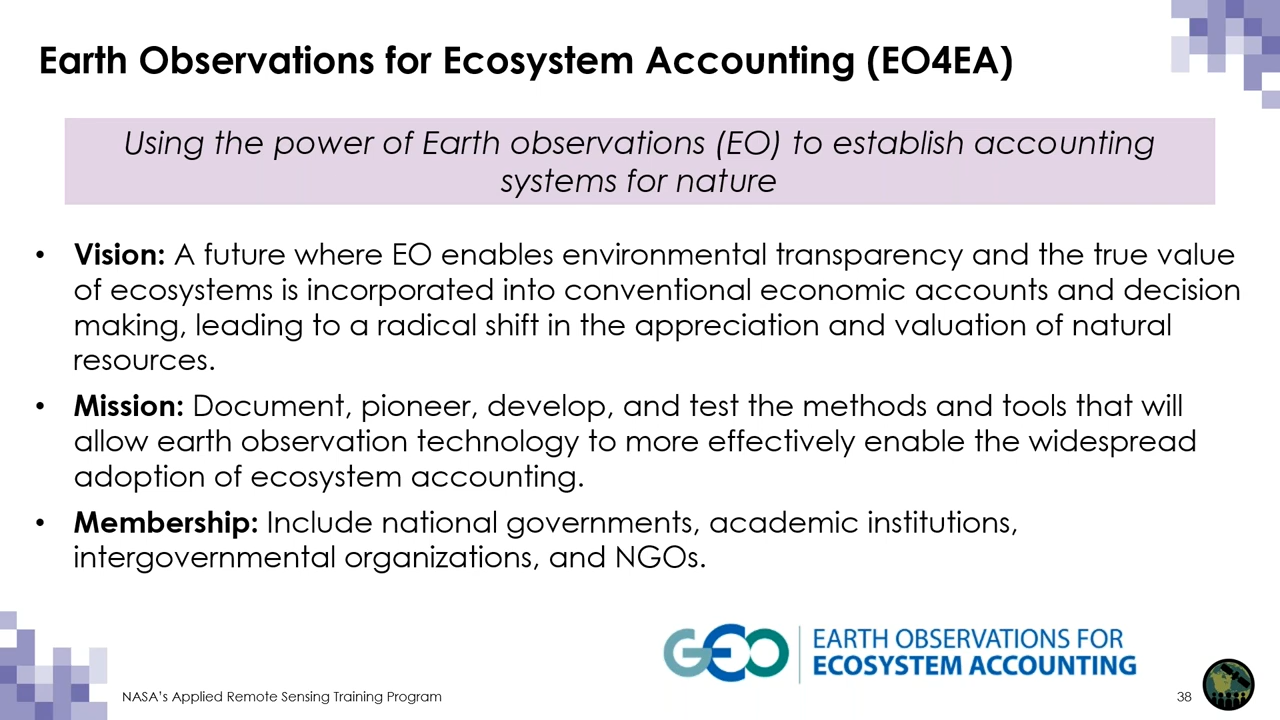 Earth Observations for Ecosystem Accounting (EO4EA)
Using the power of Earth observations (EO) to establish accounting
systems for nature
• Vision: A future where EO enables environmental transparency and the true value
of ecosystems is incorporated into conventional economic accounts and decision
making, leading to a radical shift in the appreciation and valuation of natural
resources.
• Mission: Document, pioneer, develop, and test the methods and tools that will
allow earth observation technology to more effectively enable the widespread
adoption of ecosystem accounting.
• Membership: Include national governments, academic institutions,
intergovernmental organizations, and NGOs.
GEO
EARTH OBSERVATIONS FOR
ECOSYSTEM ACCOUNTING
NASA's Applied Remote Sensing Training Program
38